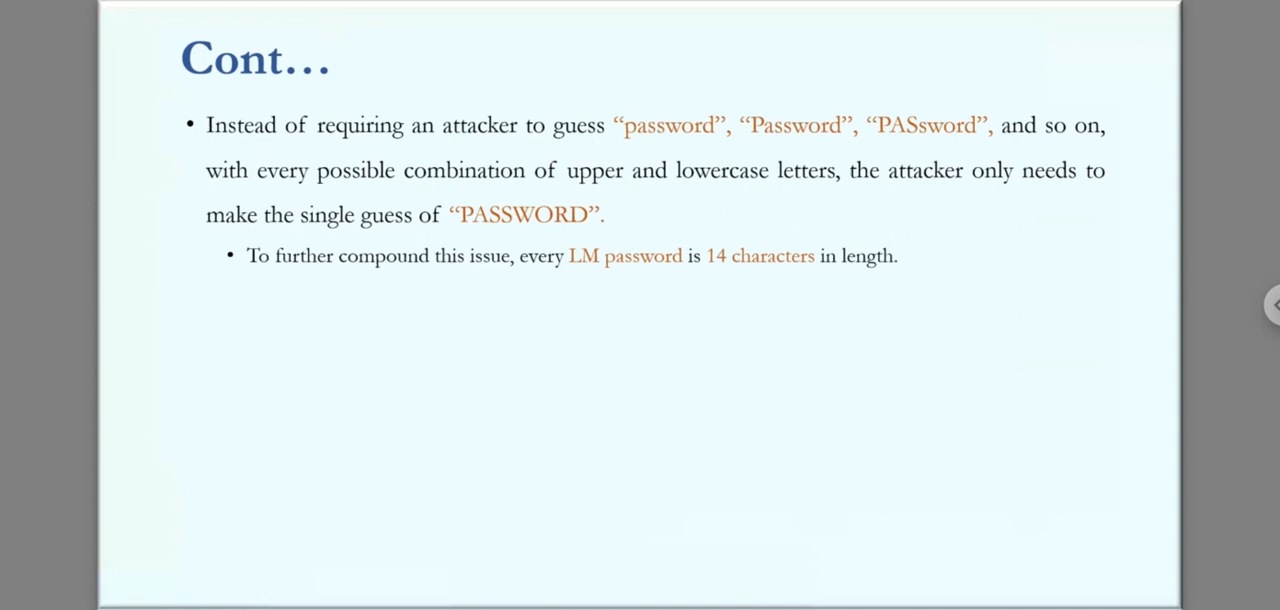 Cont…
• Instead of requiring an attacker to guess “password”, “Password”, “PASsword”, and so on,
with every possible combination of upper and lowercase letters, the attacker only needs to
make the single guess of “PASSWORD”.
• To further compound this issue, every LM password is 14 characters in length.